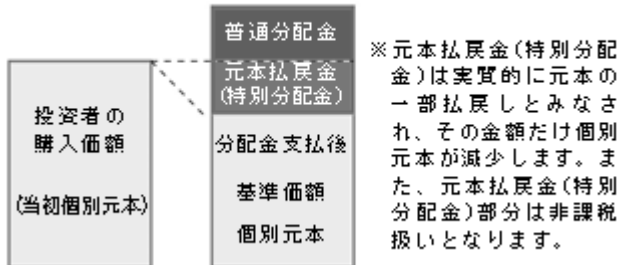 普通分配金
元本払戻金
(特別分配金)
投資者の
購入価額
(当初個別元本)
分配金支払後
基準価額
個別元本
※元本払戻金(特別分配
金)は実質的に元本の
一部払戻しとみなさ
れ、その金額だけ個別
元本が減少します。ま
た、元本払戻金(特別
分配金)部分は非課税
扱いとなります。